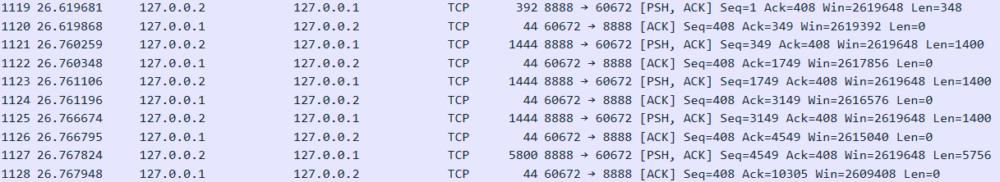 1119 26.619681 127.0.0.2 127.0.0.1 TCP 392 8888 → 60672 [PSH, ACK] Seq=1 Ack=408 Win=2619648 Len=348
1120 26.619868 127.0.0.1 127.0.0.2 TCP 44 60672 → 8888 [ACK] Seq=408 Ack=349 Win=2619392 Len=0
1121 26.760259 127.0.0.2 127.0.0.1 TCP 1444 8888 → 60672 [PSH, ACK] Seq=349 Ack=408 Win=2619648 Len=1400
1122 26.760348 127.0.0.1 127.0.0.2 TCP 44 60672 → 8888 [ACK] Seq=408 Ack=1749 Win=2617856 Len=0
1123 26.761106 127.0.0.2 127.0.0.1 TCP 1444 8888 → 60672 [PSH, ACK] Seq=1749 Ack=408 Win=2619648 Len=1400
1124 26.761196 127.0.0.1 127.0.0.2 TCP 44 60672 → 8888 [ACK] Seq=408 Ack=3149 Win=2616576 Len=0
1125 26.766674 127.0.0.2 127.0.0.1 TCP 1444 8888 → 60672 [PSH, ACK] Seq=3149 Ack=408 Win=2619648 Len=1400
1126 26.766795 127.0.0.1 127.0.0.2 TCP 44 60672 → 8888 [ACK] Seq=408 Ack=4549 Win=2615040 Len=0
1127 26.767824 127.0.0.2 127.0.0.1 TCP 5800 8888 → 60672 [PSH, ACK] Seq=4549 Ack=408 Win=2619648 Len=5756
1128 26.767948 127.0.0.1 127.0.0.2 TCP 44 60672 → 8888 [ACK] Seq=408 Ack=10305 Win=2609408 Len=0